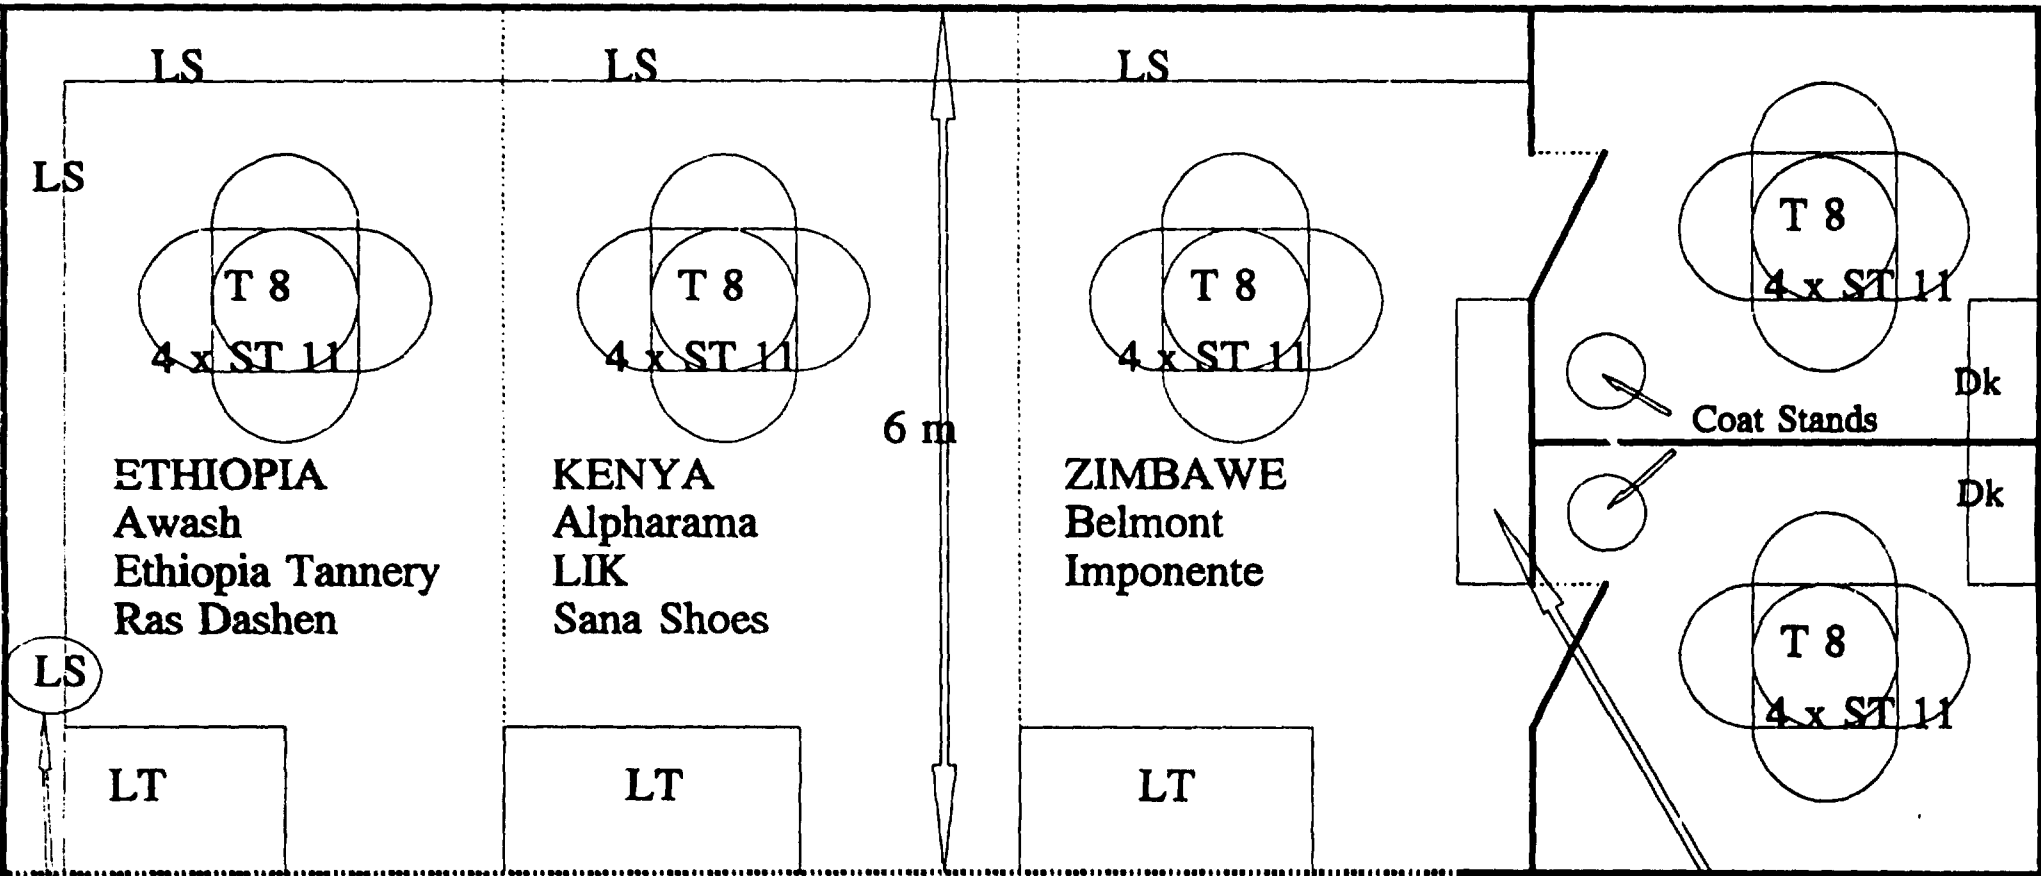 LS LS LS
LS
T 8
4 x ST 11
T 8
4 x ST 11
T 8
4 x ST 11
T 8
4 x ST 11
Dk
Coat Stands
6 m
ETHIOPIA
Awash
Ethiopia Tannery
Ras Dashen
KENYA
Alpharama
LIK
Sana Shoes
ZIMBAWE
Belmont
Imponente
Dk
T 8
4 x ST 11
LS
LT LT LT